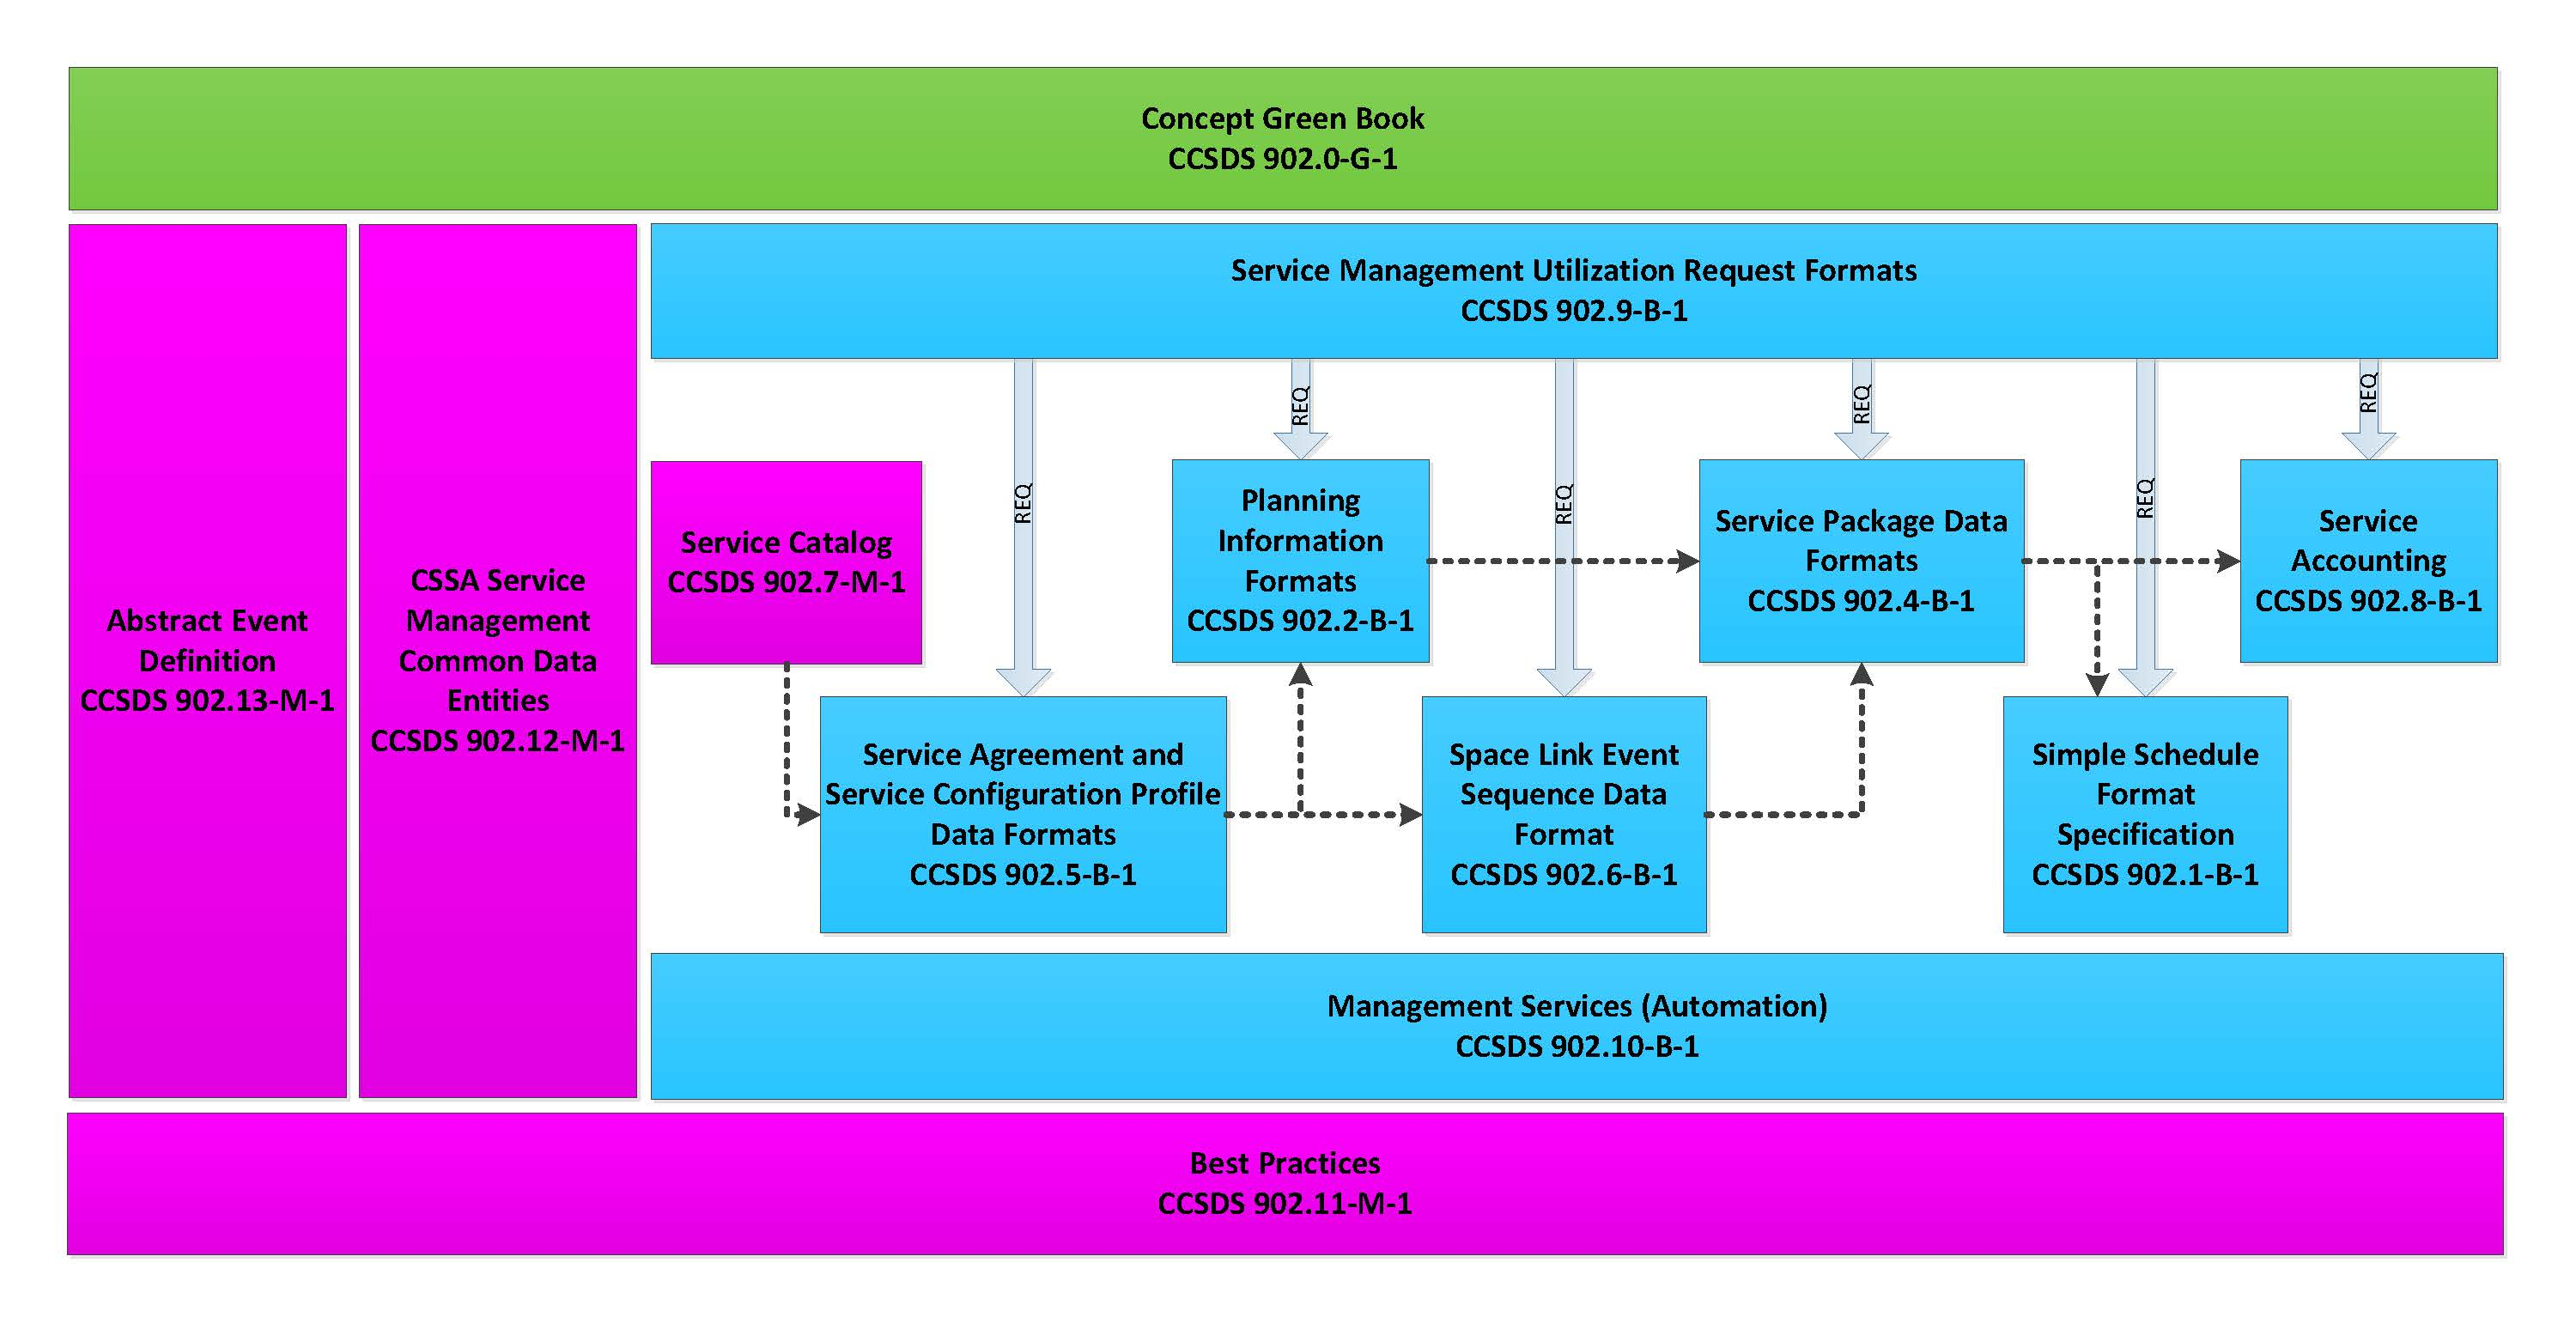 Concept Green Book
CCSDS 902.0-G-1
Abstract Event
Definition
CCSDS 902.13-M-1
CSSA Service
Management
Common Data
Entities
CCSDS 902.12-M-1
Service Management Utilization Request Formats
CCSDS 902.9-B-1
REQ
REQ
REQ
REQ
REQ
REQ
Service Catalog
CCSDS 902.7-M-1
Planning
Information
Formats
CCSDS 902.2-B-1
Service Package Data
Formats
CCSDS 902.4-B-1
Service
Accounting
CCSDS 902.8-B-1
Service Agreement and
Service Configuration Profile
Data Formats
CCSDS 902.5-B-1
Space Link Event
Sequence Data
Format
CCSDS 902.6-B-1
Simple Schedule
Format
Specification
CCSDS 902.1-B-1
Management Services (Automation)
CCSDS 902.10-B-1
Best Practices
CCSDS 902.11-M-1